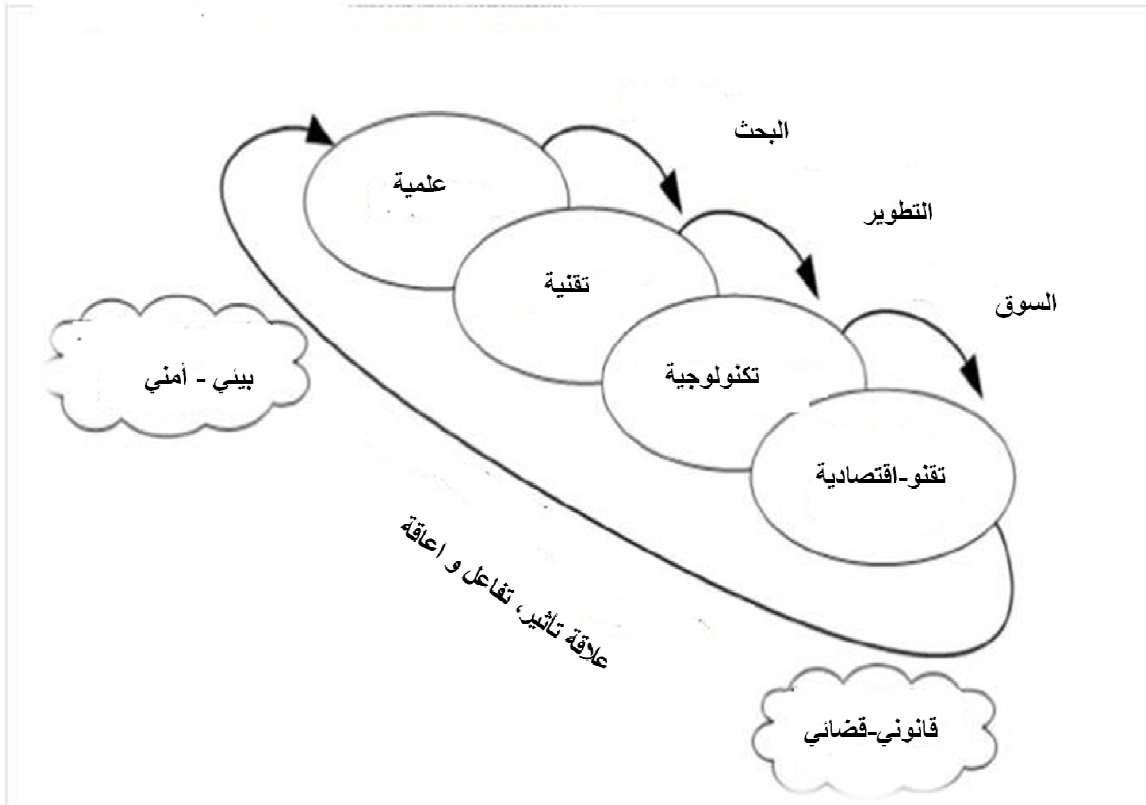 البحث
علمية
التطوير
تقنية
السوق
تكنولوجية
بيئي - أمني
تقنو-اقتصادية
علاقة تأثير، تفاعل و اعاقة
قانوني-قضائي